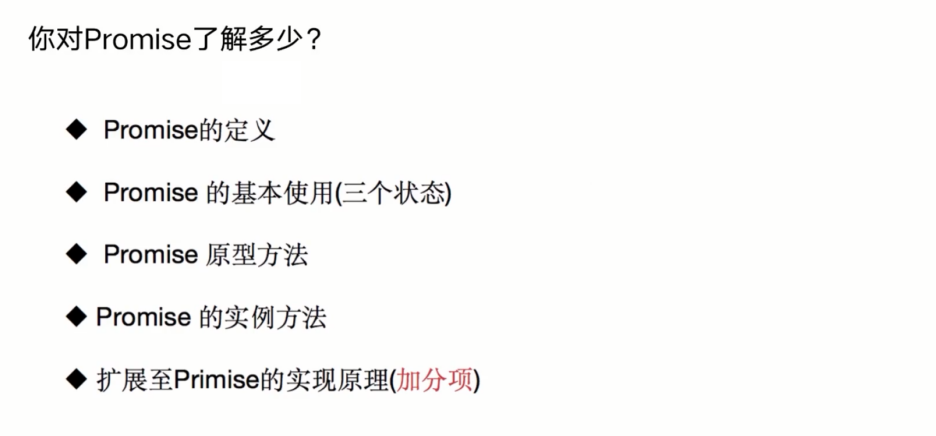 你对Promise了解多少？
◆ Promise的定义
◆ Promise 的基本使用(三个状态)
◆ Promise 原型方法
◆ Promise 的实例方法
◆ 扩展至Primise的实现原理(加分项)